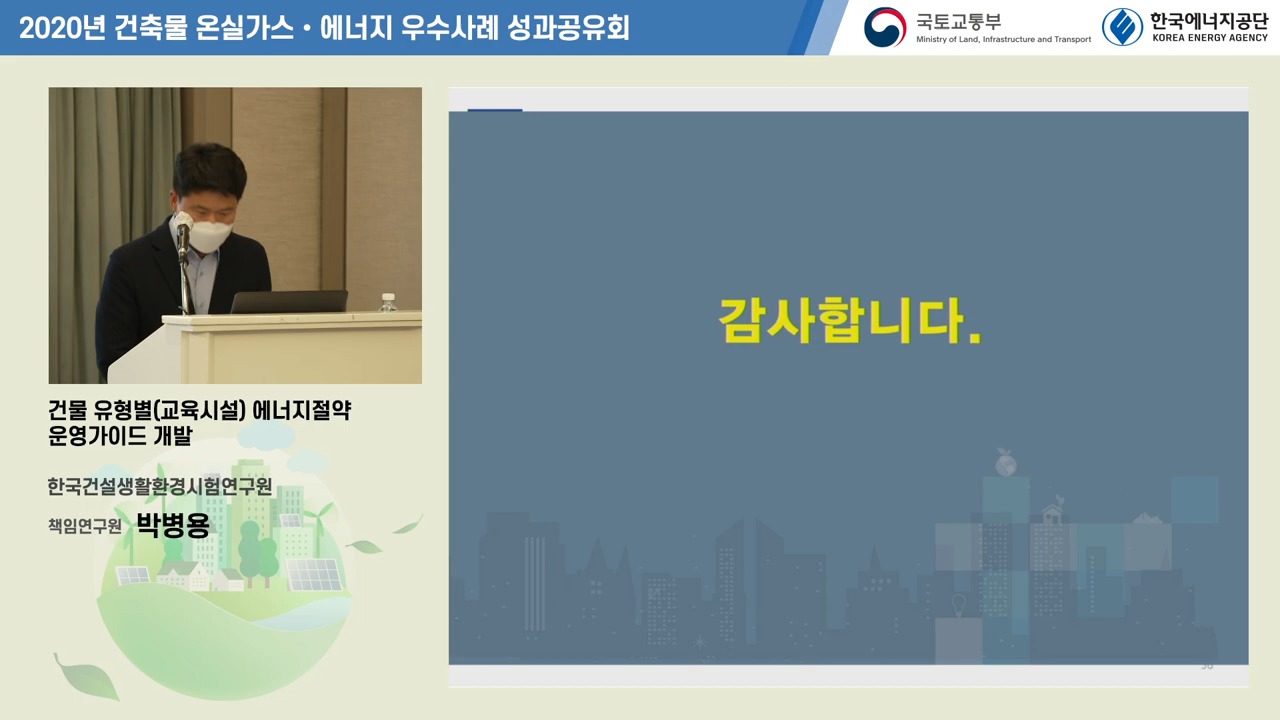 2020년 건축물 온실가스 • 에너지 우수사례 성과공유회
국토교통부
Ministry of Land, Infrastructure and Transport
한국에너지공단
KOREA ENERGY AGENCY
감사합니다.
건물 유형별(교육시설) 에너지절약
운영가이드 개발
한국건설생활환경시험연구원
책임연구원 박병용